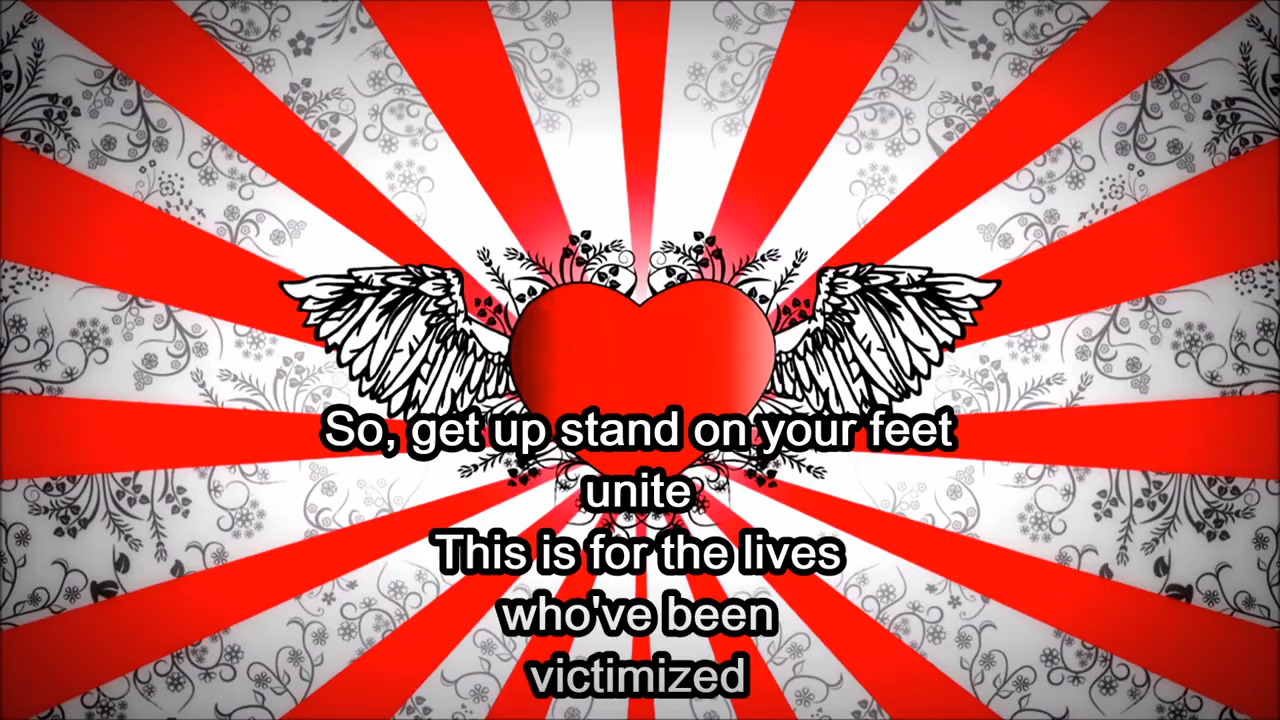 So, get up stand on your feet
unite
This is for the lives
who've been
victimized